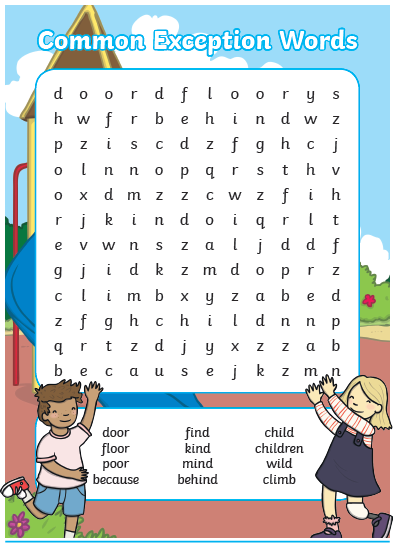 Common Exception Words
d o o r d f l o o r y s
h w f r b e h i n d w z
p z i s c d z f g h c j
o l n n o p q r s t h v
o x d m z z c w z f i h
r j k i n d o i q r l t
e v w n s z a l j d d f
g j i d k z m d o p r z
c l i m b x y z a b e d
z f g h c h i l d n n p
q r t z d j y x z z a b
b e c a u s e j k z m n
door find child
floor kind children
poor mind wild
because behind climb